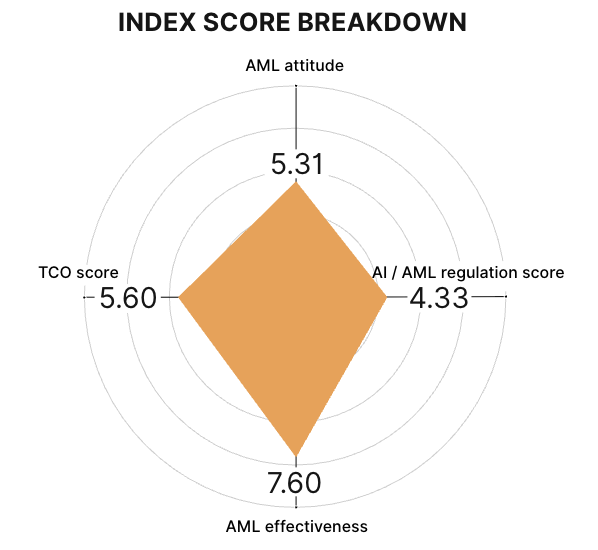 INDEX SCORE BREAKDOWN
AML attitude
5.31
TCO score
AI / AML regulation score
5.60
4.33
7.60
AML effectiveness